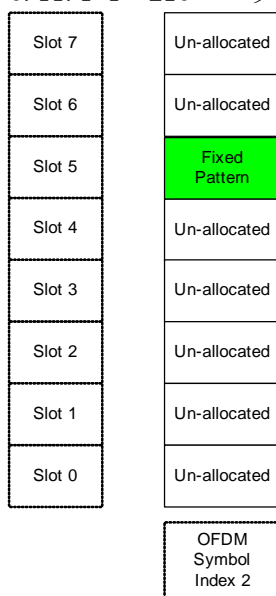 Slot 7
Un-allocated
Slot 6
Un-allocated
Slot 5
Fixed
Pattern
Slot 4
Un-allocated
Slot 3
Un-allocated
Slot 2
Un-allocated
Slot 1
Un-allocated
Slot 0
Un-allocated
OFDM
Symbol
Index 2